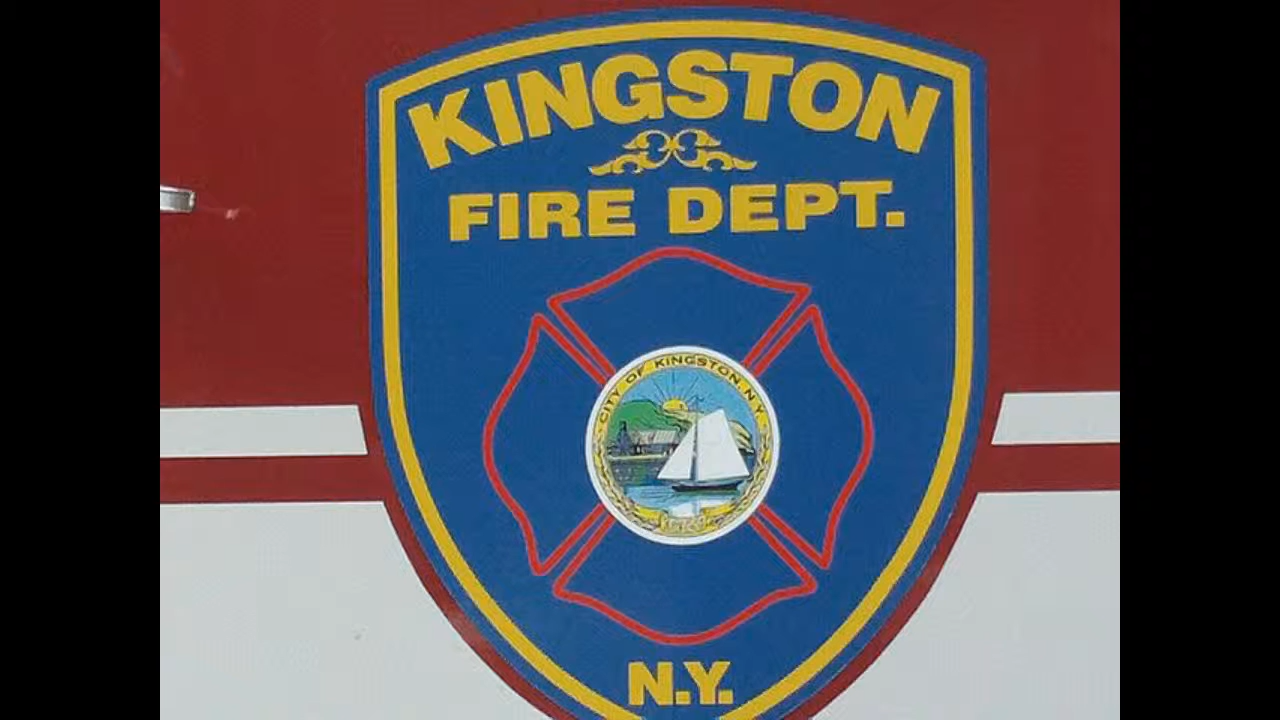 KINGSTON
FIRE DEPT.
CITY OF KINGSTON, N.Y.
N.Y.